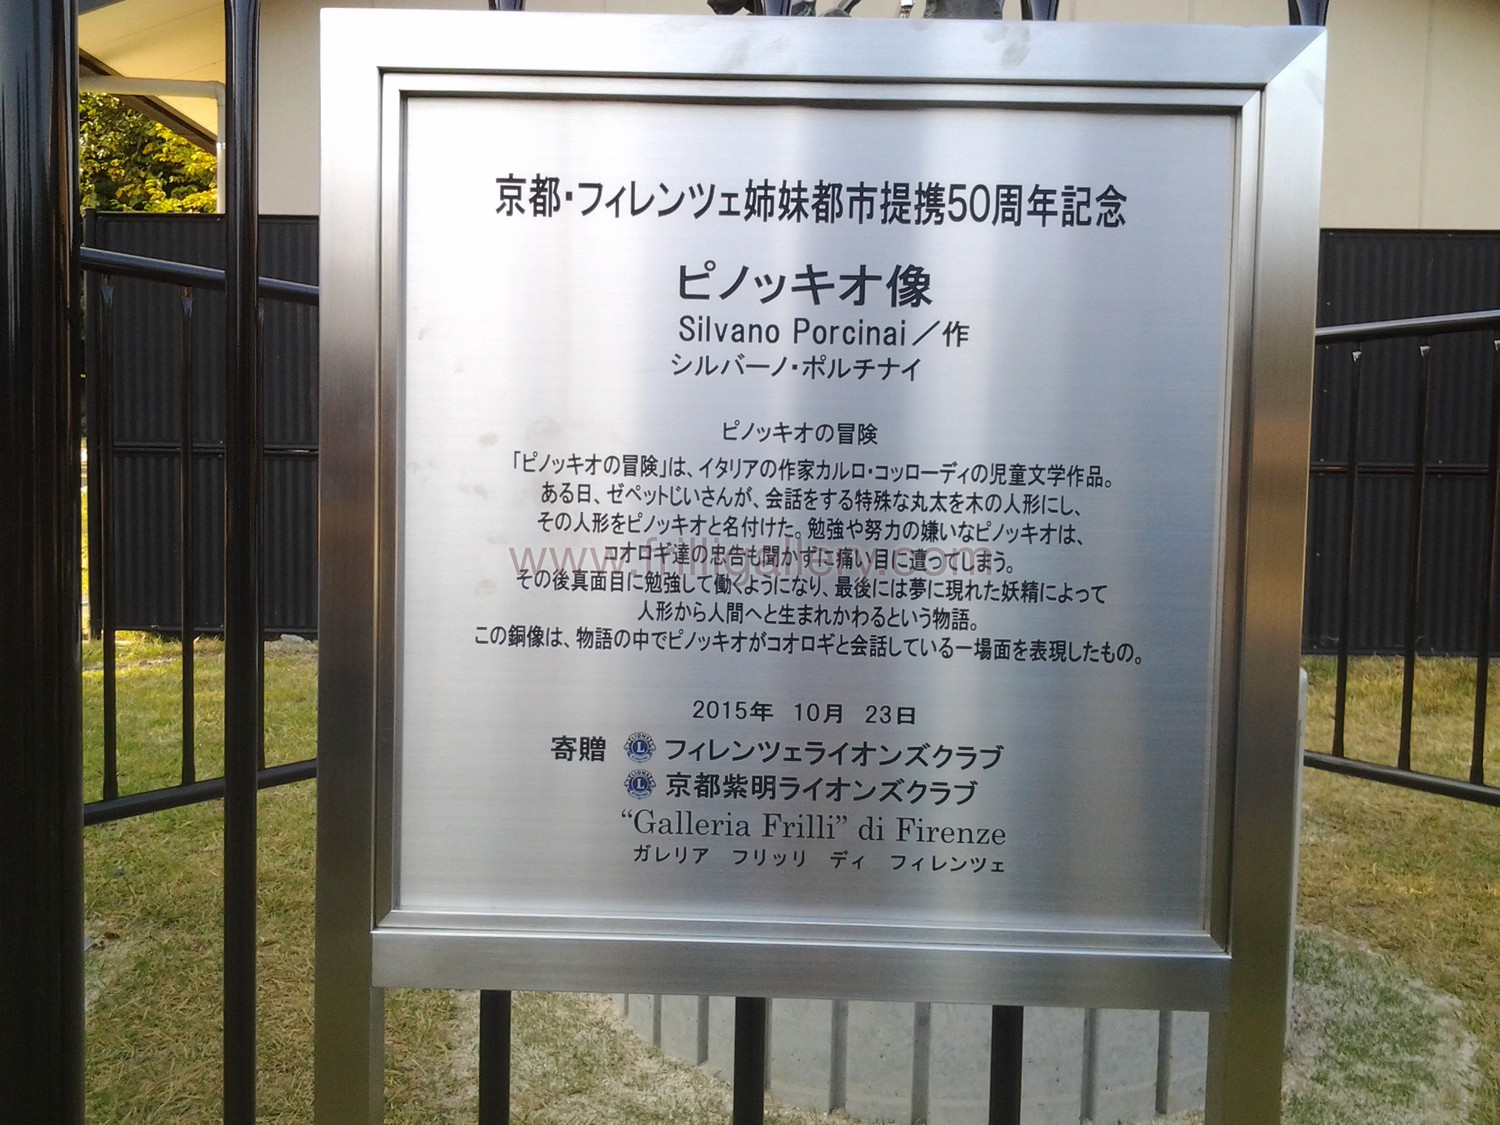 京都・フィレンツェ姉妹都市提携50周年記念
ピノッキオ像
Silvano Porcinai／作
シルバーノ・ポルチナイ
ピノッキオの冒険
「ピノッキオの冒険」は、イタリアの作家カルロ・コッローディの児童文学作品。
ある日、ゼペットじいさんが、会話をする特殊な丸太を木の人形にし、
その人形をピノッキオと名付けた。勉強や努力の嫌いなピノッキオは、
コオロギ達の忠告も聞かずに痛い目に遭ってしまう。
www.frilligallery.com
その後真面目に勉強して働くようになり、最後には夢に現れた妖精によって
人形から人間へと生まれかわるという物語。
この銅像は、物語の中でピノッキオがコオロギと会話している一場面を表現したもの。
2015年 10月 23日
寄贈 フィレンツェライオンズクラブ
京都紫明ライオンズクラブ
“Galleria Frilli” di Firenze
ガレリア フリッリ ディ フィレンツェ